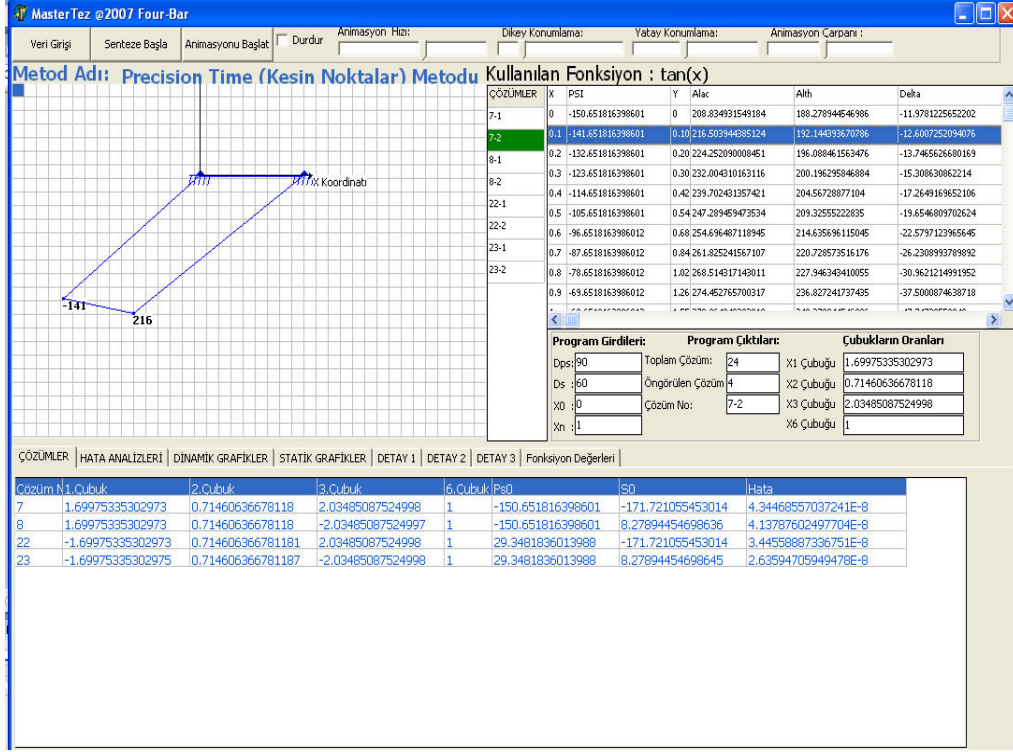 MasterTez @2007 Four-Bar
Veri Girişi Senteze Başla Animasyonu Başlat Durdur Animasyon Hızı: Dikey Konumlama: Yatay Konumlama: Animasyon Çarpanı :
Metod Adı: Precision Time (Kesin Noktalar) Metodu
Kullanılan Fonksiyon : tan(x)
X Koordinatı
-141
216
ÇÖZÜMLER
7-1
7-2
8-1
8-2
22-1
22-2
23-1
23-2
X PSI Y Alac Alth Delta
0 -150.651816398601 0 208.834931549184 188.278944546986 -11.9781225652202
0.1 -141.651816398601 0.10 216.503944385124 192.144393670786 -12.6007252094076
0.2 -132.651816398601 0.20 224.252090008451 196.088461563476 -13.7465626680169
0.3 -123.651816398601 0.30 232.004310163116 200.196295846884 -15.308630862214
0.4 -114.651816398601 0.42 239.702431357421 204.56728877104 -17.2649169652106
0.5 -105.651816398601 0.54 247.289459473534 209.32555222835 -19.6546809702624
0.6 -96.6518163986012 0.68 254.696487118945 214.635696115045 -22.5797123965645
0.7 -87.6518163986012 0.84 261.825241567107 220.728573516176 -26.2308993789892
0.8 -78.6518163986012 1.02 268.514317143011 227.946343410055 -30.9621214991952
0.9 -69.6518163986012 1.26 274.452765700317 236.827241737435 -37.5000874638718
Program Girdileri: Program Çıktıları: Çubukların Oranları
Dps: 90 Toplam Çözüm: 24 X1 Çubuğu 1.69975335302973
Ds : 60 Öngörülen Çözüm 4 X2 Çubuğu 0.71460636678118
X0 : 0 Çözüm No: 7-2 X3 Çubuğu 2.03485087524998
Xn : 1 X6 Çubuğu 1
ÇÖZÜMLER HATA ANALİZLERİ DİNAMİK GRAFİKLER STATİK GRAFİKLER DETAY 1 DETAY 2 DETAY 3 Fonksiyon Değerleri
Çözüm N 1.Çubuk 2.Çubuk 3.Çubuk 6.Çubuk Ps0 S0 Hata
7 1.69975335302973 0.71460636678118 2.03485087524998 1 -150.651816398601 -171.721055453014 4.34468557037241E-8
8 1.69975335302973 0.71460636678118 -2.03485087524997 1 -150.651816398601 8.27894454698636 4.13787602497704E-8
22 -1.69975335302973 0.714606366781181 2.03485087524998 1 29.3481836013988 -171.721055453014 3.44558887336751E-8
23 -1.69975335302975 0.714606366781187 -2.03485087524998 1 29.3481836013988 8.27894454698645 2.63594705949478E-8